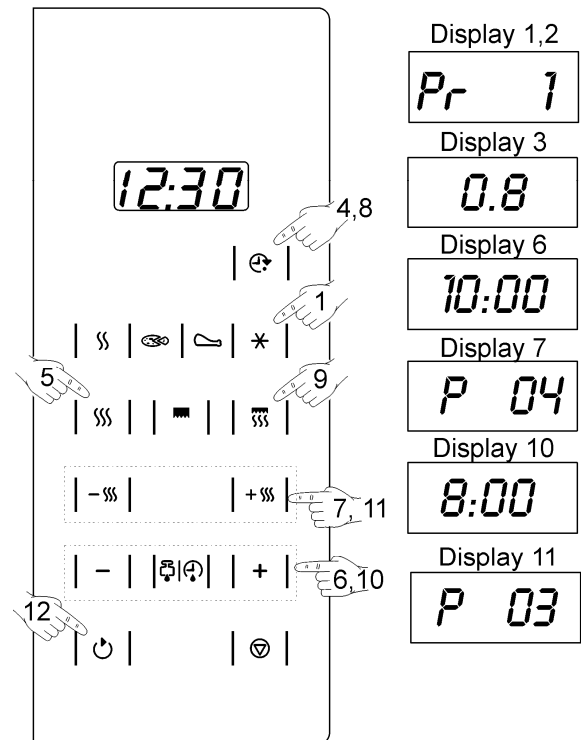 12:30
4,8
1
5
9
7, 11
6,10
12
Display 1,2
Pr 1
Display 3
0.8
Display 6
10:00
Display 7
P 04
Display 10
8:00
Display 11
P 03